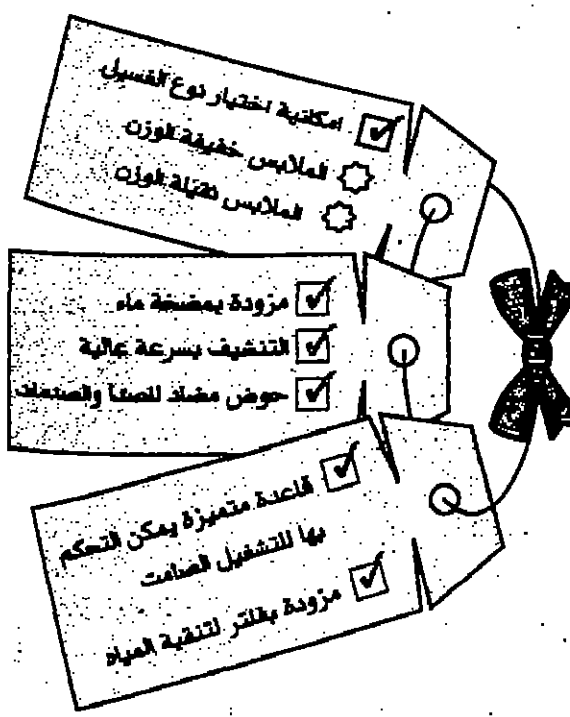 امكانية اختيار نوع الغسيل
الملابس خفيفة الوزن
الملابس ثقيلة الوزن
مزودة بمضخة ماء
التنشيف بسرعة عالية
حوض مضاد للصدأ والصدمات
قاعدة متميزة يمكن التحكم
بها للتشغيل الصامت
مزودة بفلتر لتنقية المياه